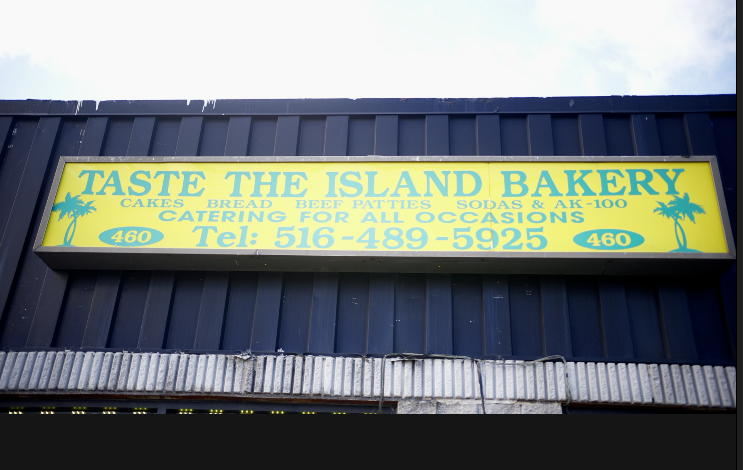 TASTE THE ISLAND BAKERY
CAKES BREAD BEEF PATTIES SODAS & AK-100
CATERING FOR ALL OCCASIONS
460 Tel: 516-489-5925 460